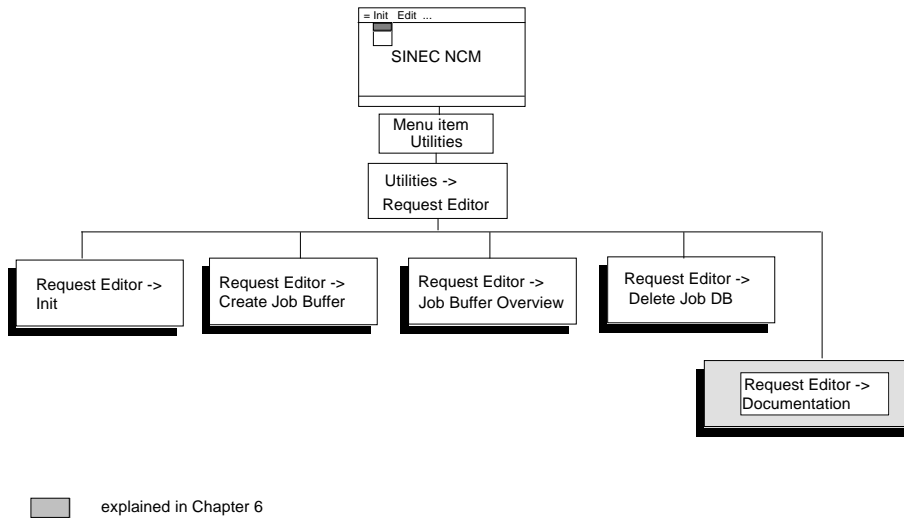 = Init Edit ...
SINEC NCM
Menu item
Utilities
Utilities ->
Request Editor
Request Editor ->
Init
Request Editor ->
Create Job Buffer
Request Editor ->
Job Buffer Overview
Request Editor ->
Delete Job DB
Request Editor ->
Documentation
explained in Chapter 6